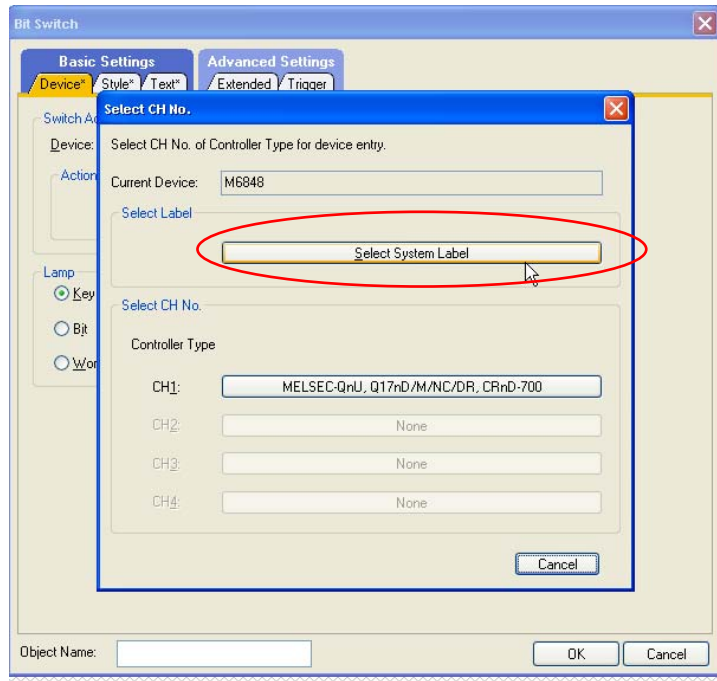 Bit Switch
Basic Settings
Advanced Settings
Device*
Style*
Text*
Extended
Trigger
Switch Ac
Device:
Action
Lamp
Key
Bit
Wor
Select CH No.
Select CH No. of Controller Type for device entry.
Current Device:
M6848
Select Label
Select System Label
Select CH No.
Controller Type
CH1:
MELSEC-QnU, Q17nD/M/NC/DR, CRnD-700
CH2:
None
CH3:
None
CH4:
None
Cancel
Object Name:
OK
Cancel